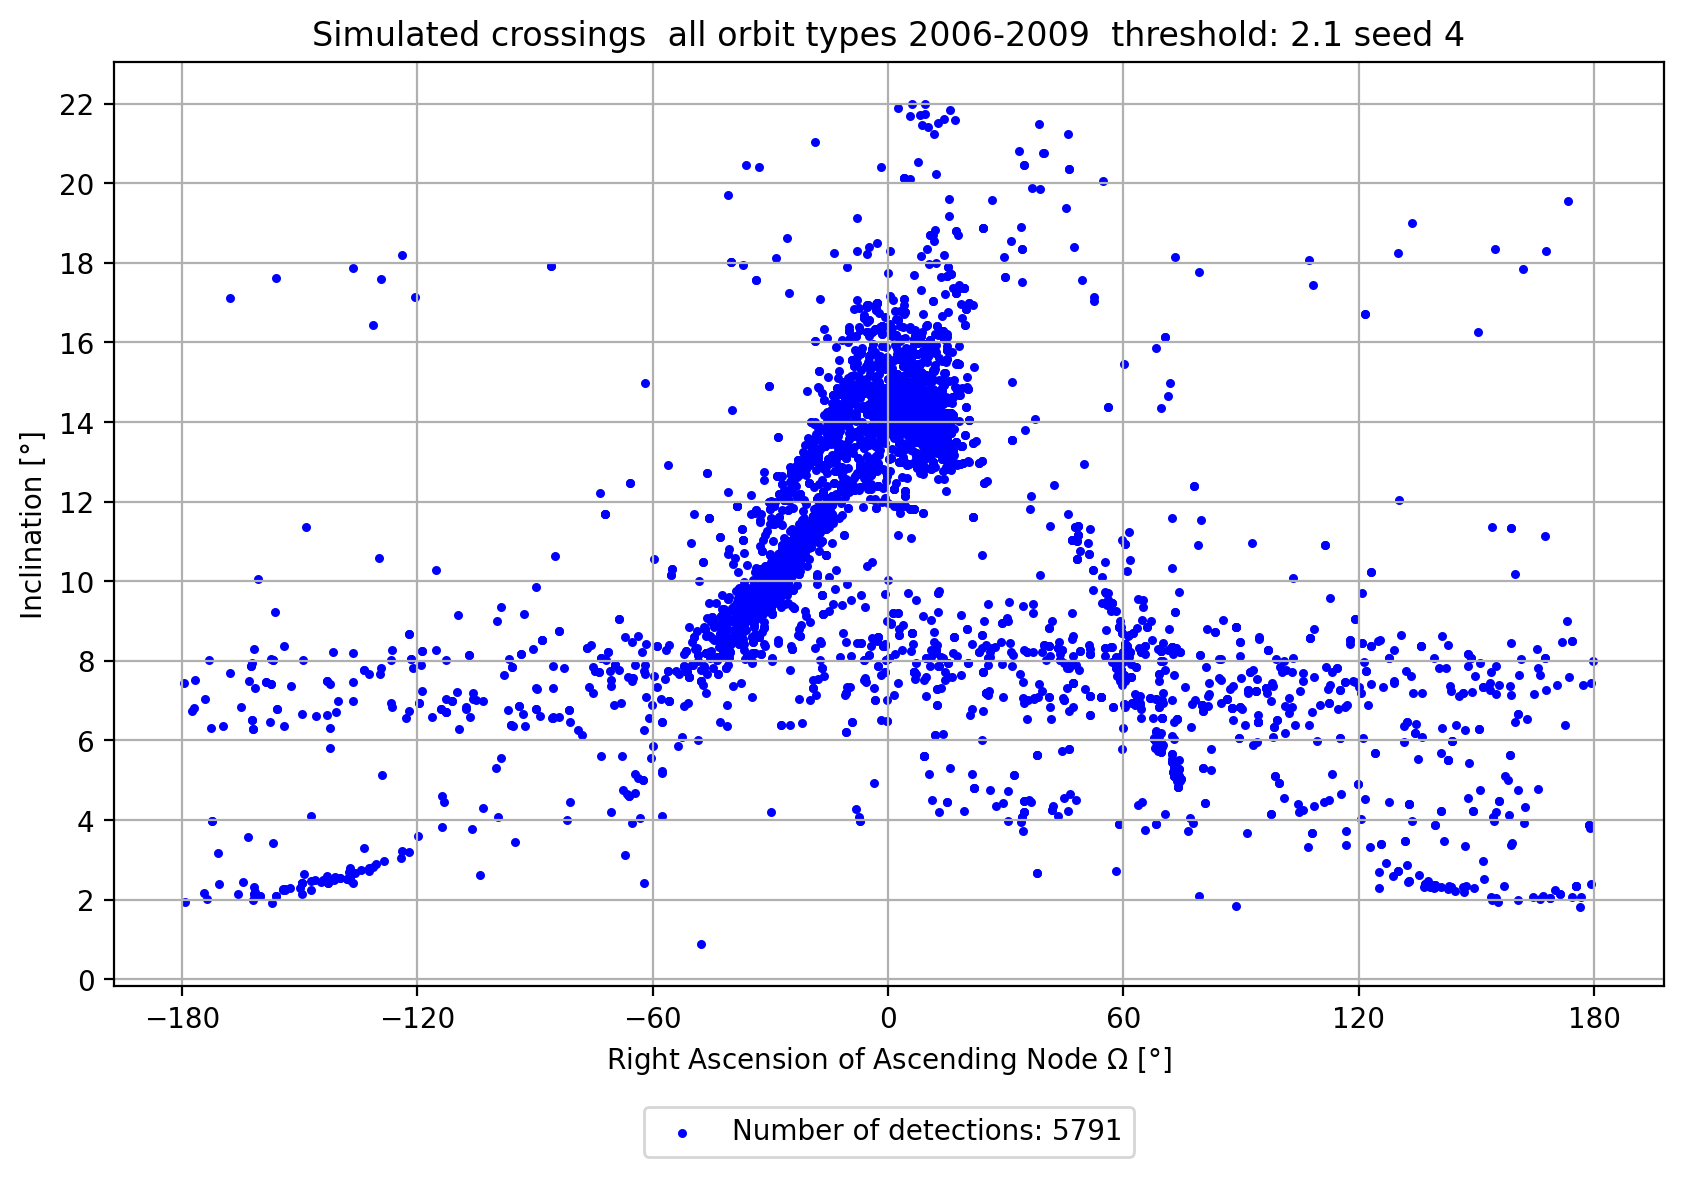 Simulated crossings  all orbit types 2006-2009  threshold: 2.1 seed 4
22
20
18
16
14
12
10
8
6
4
2
0
Inclination [°]
−180 −120 −60 0 60 120 180
Right Ascension of Ascending Node Ω [°]
Number of detections: 5791